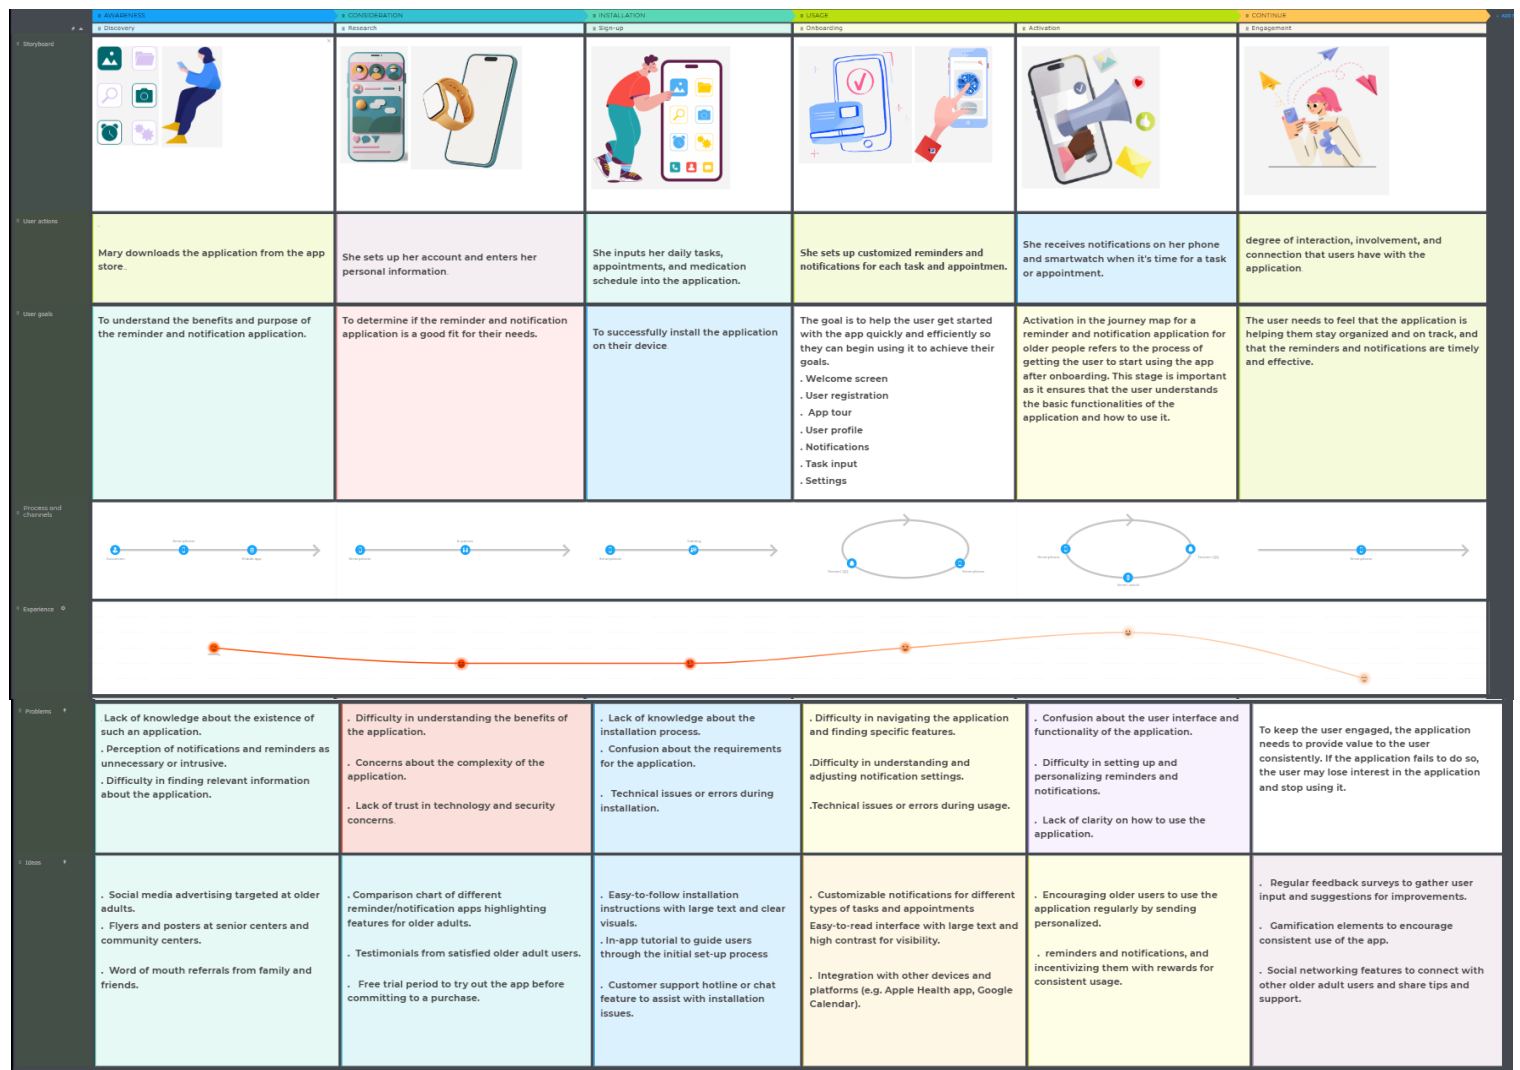 AWARENESS
CONSIDERATION
INSTALLATION
USAGE
CONTINUE
Discovery
Research
Sign-up
Onboarding
Activation
Engagement
Storyboard
User actions
Mary downloads the application from the app
store..
She sets up her account and enters her
personal information.
She inputs her daily tasks,
appointments, and medication
schedule into the application.
She sets up customized reminders and
notifications for each task and appointmen.
She receives notifications on her phone
and smartwatch when it's time for a task
or appointment.
degree of interaction, involvement, and
connection that users have with the
application.
User goals
To understand the benefits and purpose of
the reminder and notification application.
To determine if the reminder and notification
application is a good fit for their needs.
To successfully install the application
on their device.
The goal is to help the user get started
with the app quickly and efficiently so
they can begin using it to achieve their
goals.
. Welcome screen
. User registration
. App tour
. User profile
. Notifications
. Task input
. Settings
Activation in the journey map for a
reminder and notification application for
older people refers to the process of
getting the user to start using the app
after onboarding. This stage is important
as it ensures that the user understands
the basic functionalities of the
application and how to use it.
The user needs to feel that the application is
helping them stay organized and on track, and
that the reminders and notifications are timely
and effective.
Process and
channels
Experience
Problems
. Lack of knowledge about the existence of
such an application.
. Perception of notifications and reminders as
unnecessary or intrusive.
. Difficulty in finding relevant information
about the application.
. Difficulty in understanding the benefits of
the application.
. Concerns about the complexity of the
application.
. Lack of trust in technology and security
concerns.
. Lack of knowledge about the
installation process.
. Confusion about the requirements
for the application.
. Technical issues or errors during
installation.
. Difficulty in navigating the application
and finding specific features.
.Difficulty in understanding and
adjusting notification settings.
.Technical issues or errors during usage.
. Confusion about the user interface and
functionality of the application.
. Difficulty in setting up and
personalizing reminders and
notifications.
. Lack of clarity on how to use the
application.
To keep the user engaged, the application
needs to provide value to the user
consistently. If the application fails to do so,
the user may lose interest in the application
and stop using it.
Ideas
. Social media advertising targeted at older
adults.
. Flyers and posters at senior centers and
community centers.
. Word of mouth referrals from family and
friends.
. Comparison chart of different
reminder/notification apps highlighting
features for older adults.
. Testimonials from satisfied older adult users.
. Free trial period to try out the app before
committing to a purchase.
. Easy-to-follow installation
instructions with large text and clear
visuals.
. In-app tutorial to guide users
through the initial set-up process
. Customer support hotline or chat
feature to assist with installation
issues.
. Customizable notifications for different
types of tasks and appointments
Easy-to-read interface with large text and
high contrast for visibility.
. Integration with other devices and
platforms (e.g. Apple Health app, Google
Calendar).
. Encouraging older users to use the
application regularly by sending
personalized.
. reminders and notifications, and
incentivizing them with rewards for
consistent usage.
. Regular feedback surveys to gather user
input and suggestions for improvements.
. Gamification elements to encourage
consistent use of the app.
. Social networking features to connect with
other older adult users and share tips and
support.